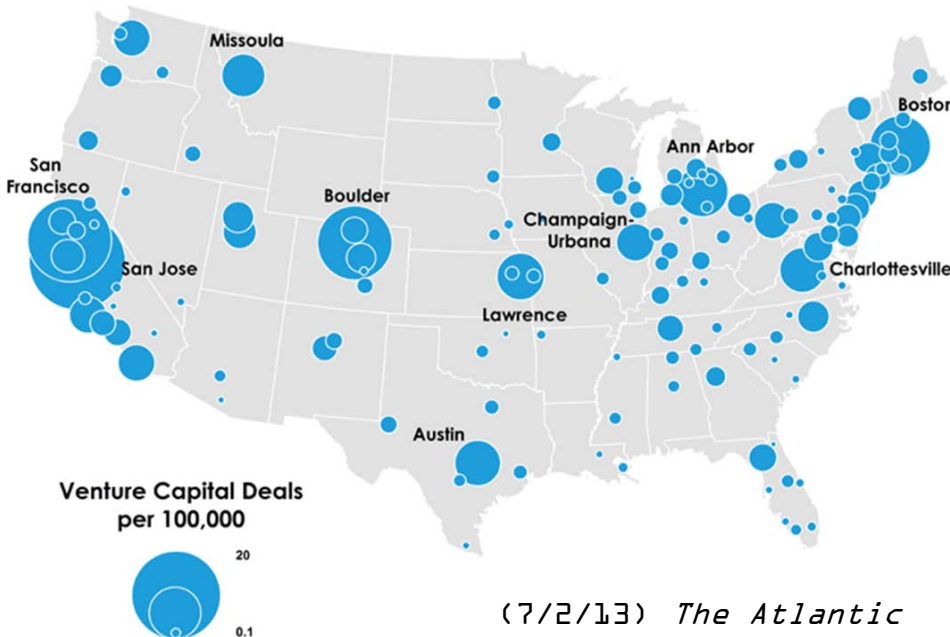 Missoula
Boston
Ann Arbor
San
Francisco
Boulder
Champaign-
Urbana
San Jose
Charlottesville
Lawrence
Austin
Venture Capital Deals
per 100,000
20
0.1
(7/2/13) The Atlantic